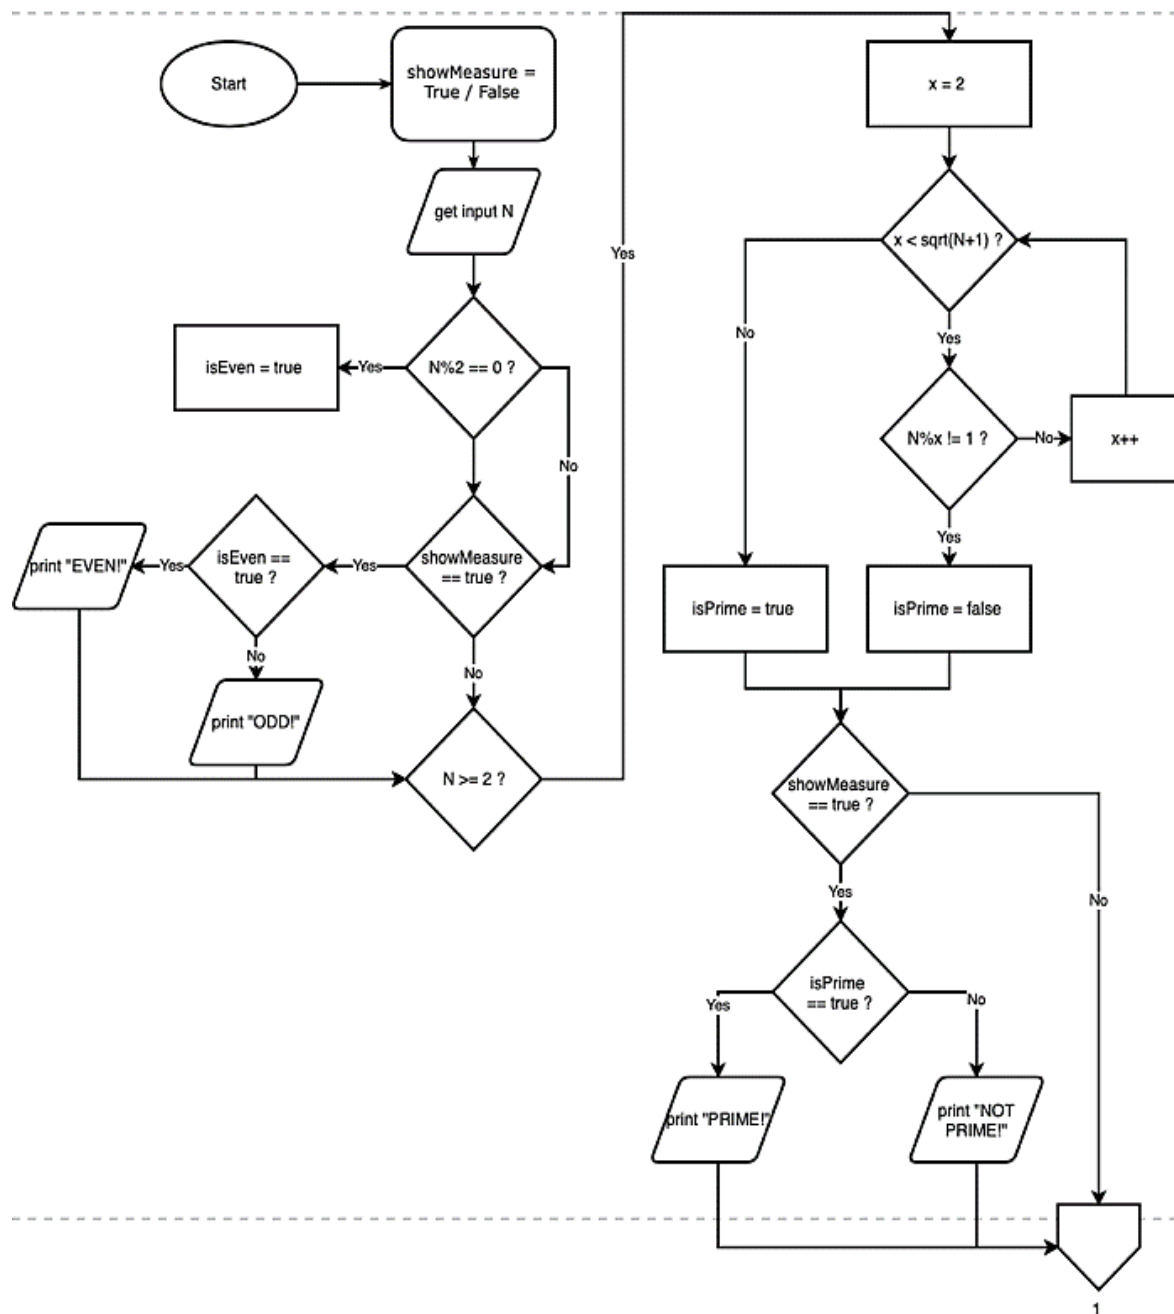 Start
showMeasure =
True / False
get input N
N%2 == 0 ?
Yes
isEven = true
No
showMeasure
== true ?
Yes
isEven ==
true ?
Yes
print "EVEN!"
No
print "ODD!"
No
N >= 2 ?
Yes
x = 2
x < sqrt(N+1) ?
No
Yes
N%x != 1 ?
No
x++
Yes
isPrime = true
isPrime = false
showMeasure
== true ?
No
Yes
isPrime
== true ?
Yes
No
print "PRIME!"
print "NOT
PRIME!"
1